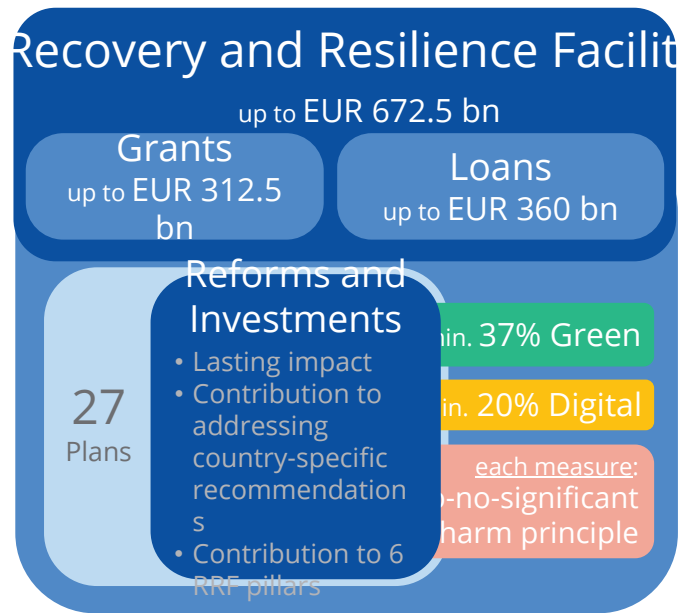 Recovery and Resilience Facilit
up to EUR 672.5 bn
Grants
up to EUR 312.5
bn
Loans
up to EUR 360 bn
27
Plans
Reforms and
Investments
• Lasting impact
• Contribution to
addressing
country-specific
recommendation
s
• Contribution to 6
RRF pillars
in. 37% Green
in. 20% Digital
each measure:
-no-significant
harm principle